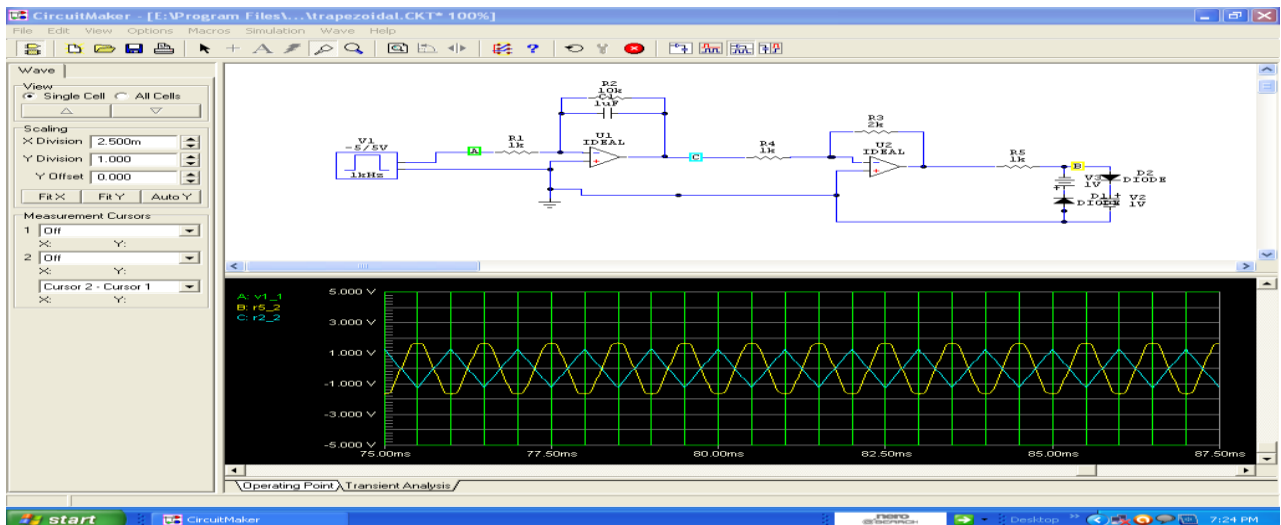 CircuitMaker - [E:\Program Files\...\trapezoidal.CKT* 100%]
File Edit View Options Macros Simulation Wave Help
Wave
View
Single Cell All Cells
Scaling
X Division 2.500m
Y Division 1.000
Y Offset 0.000
Fit X Fit Y Auto Y
Measurement Cursors
1 Off
X: Y:
2 Off
X: Y:
Cursor 2 - Cursor 1
X: Y:
V1
-5/5V
1kHz
A
R1
1k
R2
10k
C1
1uF
U1
IDEAL
C
R4
1k
R3
2k
U2
IDEAL
R5
1k
B
V3
1V
D2
DIODE
D1
DIODE
V2
1V
A: v1_1
B: r5_2
C: r2_2
5.000 V
3.000 V
1.000 V
-1.000 V
-3.000 V
-5.000 V
75.00ms 77.50ms 80.00ms 82.50ms 85.00ms 87.50ms
Operating Point Transient Analysis
start CircuitMaker nero SEARCH Desktop 7:24 PM